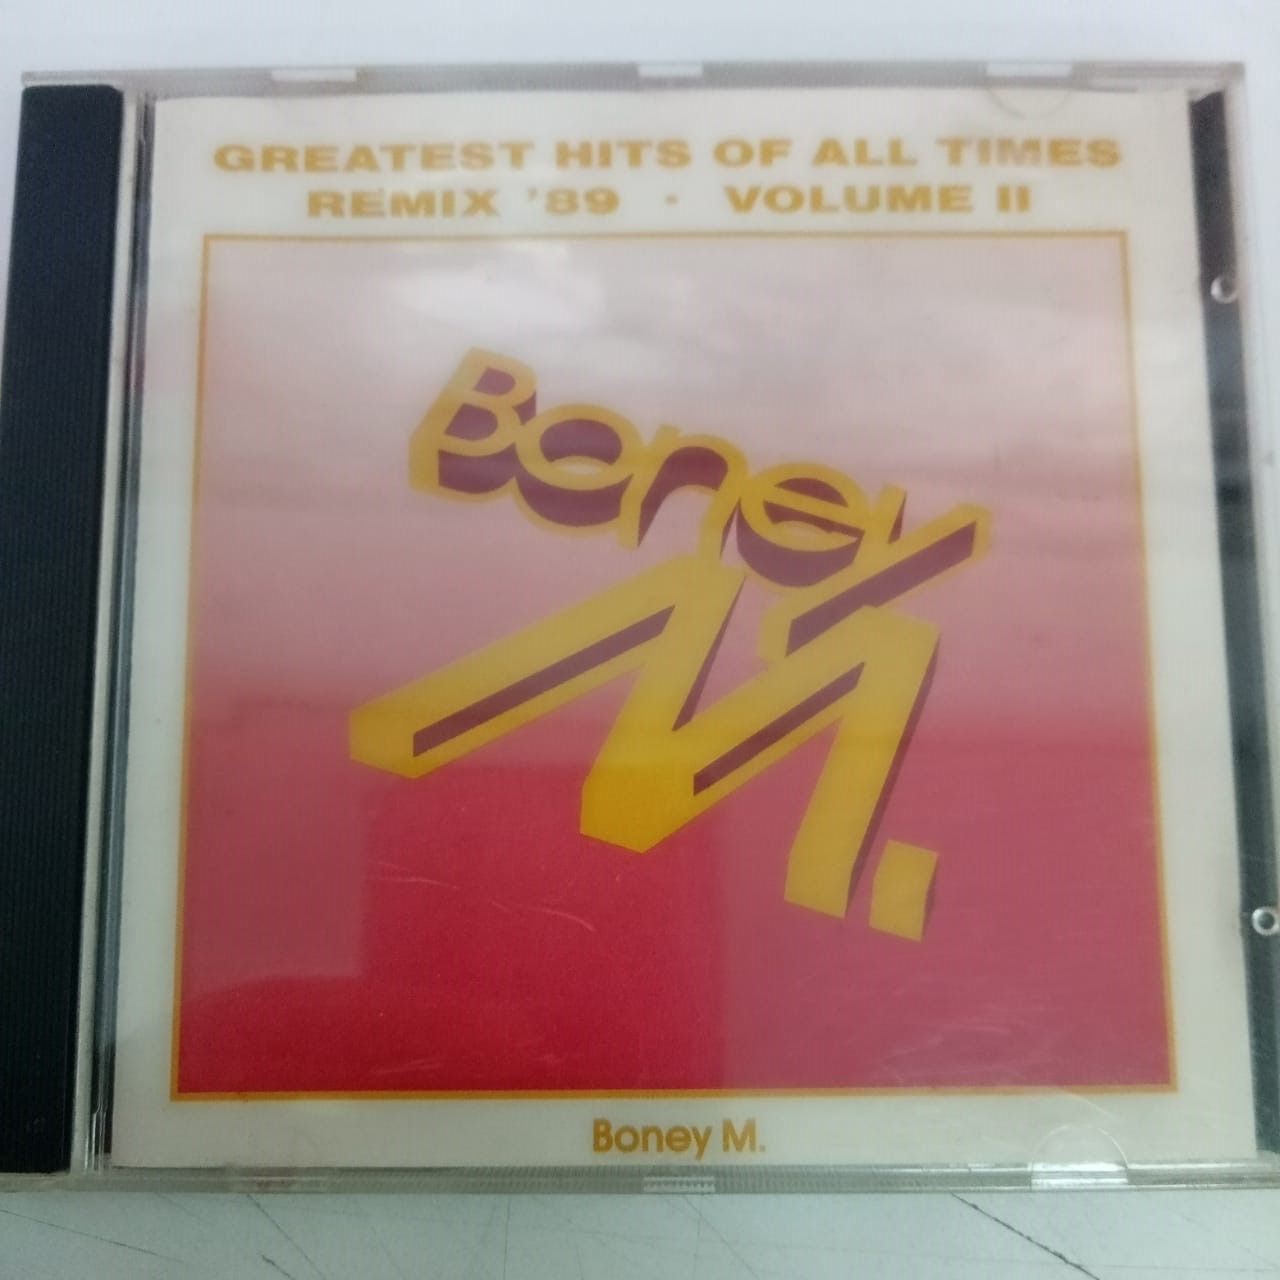 GREATEST HITS OF ALL TIMES
REMIX '89 · VOLUME II
Boney
M.
Boney M.